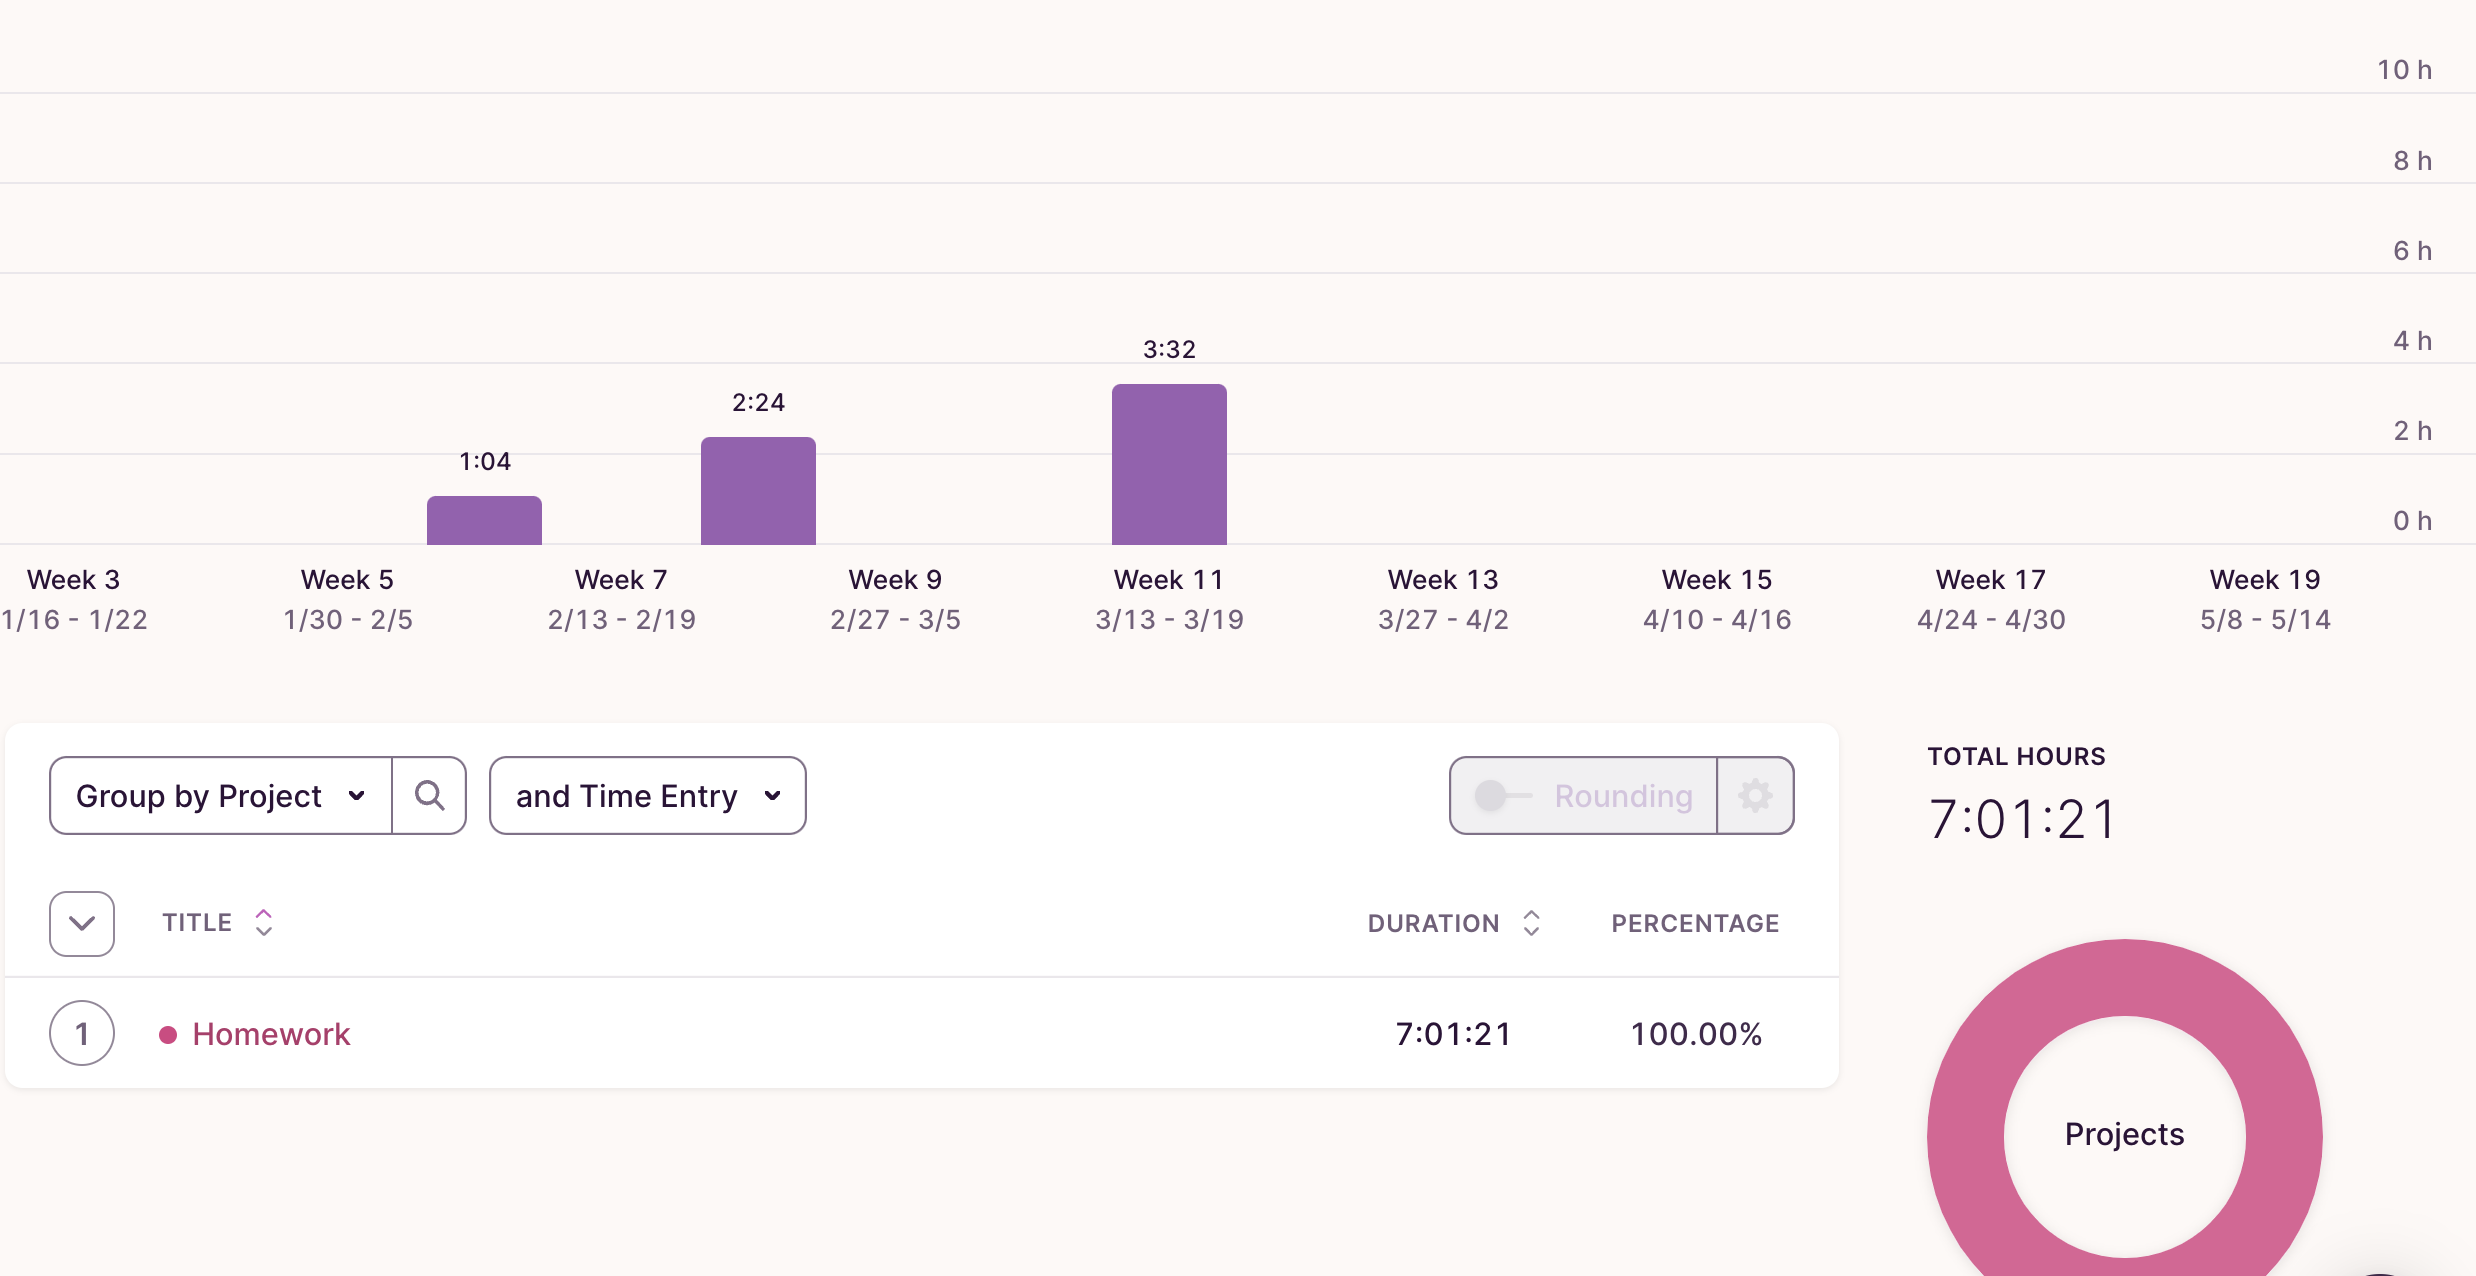 10 h
8 h
6 h
4 h
2 h
0 h
1:04
2:24
3:32
Week 3
1/16 - 1/22
Week 5
1/30 - 2/5
Week 7
2/13 - 2/19
Week 9
2/27 - 3/5
Week 11
3/13 - 3/19
Week 13
3/27 - 4/2
Week 15
4/10 - 4/16
Week 17
4/24 - 4/30
Week 19
5/8 - 5/14
Group by Project
and Time Entry
Rounding
TITLE
DURATION
PERCENTAGE
1
Homework
7:01:21
100.00%
TOTAL HOURS
7:01:21
Projects